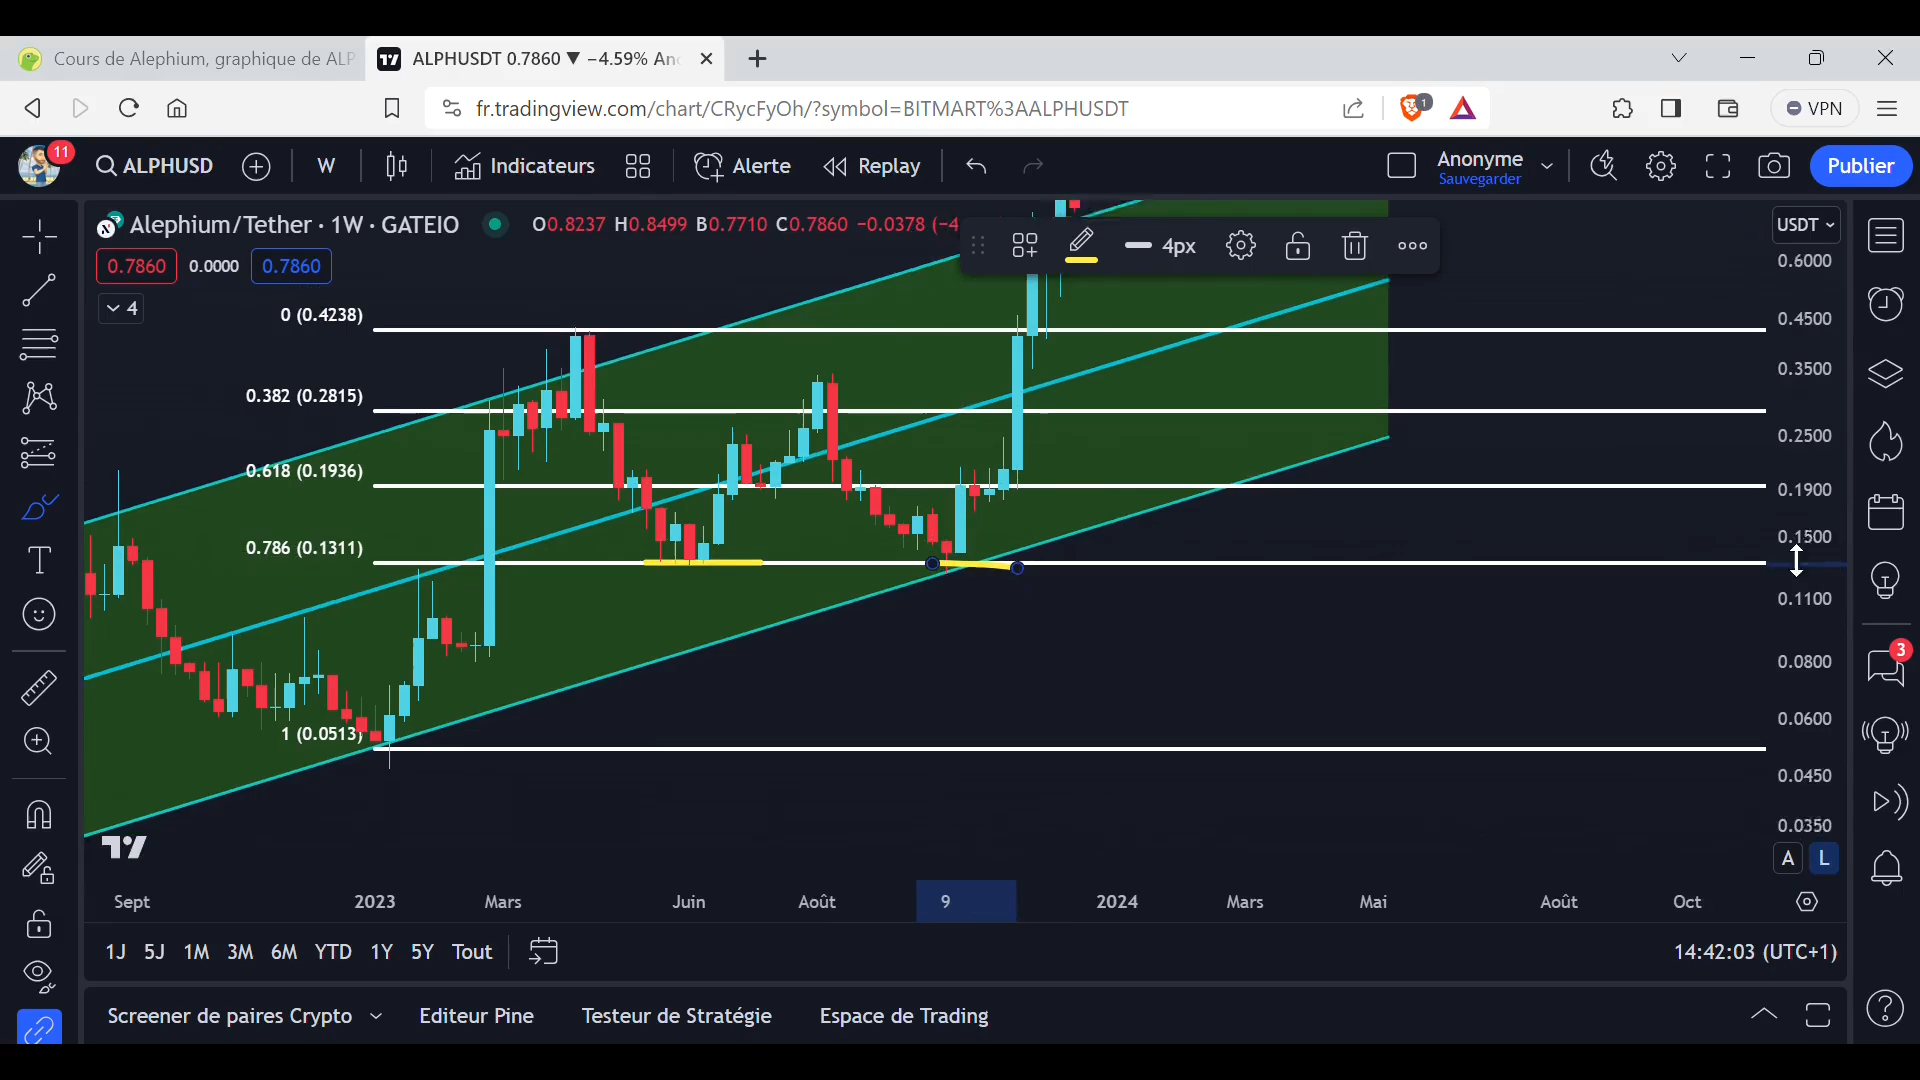 Cours de Alephium, graphique de ALP
ALPHUSDT 0.7860 ▼ −4.59% An
fr.tradingview.com/chart/CRycFyOh/?symbol=BITMART%3AALPHUSDT
1
VPN
11
ALPHUSD
W
Indicateurs
Alerte
Replay
Anonyme
Sauvegarder
Publier
Alephium/Tether · 1W · GATEIO
O0.8237 H0.8499 B0.7710 C0.7860 −0.0378 (−4
USDT
0.7860
0.0000
0.7860
4px
4
0 (0.4238)
0.382 (0.2815)
0.618 (0.1936)
0.786 (0.1311)
1 (0.0513)
0.6000
0.4500
0.3500
0.2500
0.1900
0.1500
0.1100
0.0800
0.0600
0.0450
0.0350
3
A
L
Sept
2023
Mars
Juin
Août
9
2024
Mars
Mai
Août
Oct
1J 5J 1M 3M 6M YTD 1Y 5Y Tout
14:42:03 (UTC+1)
Screener de paires Crypto
Editeur Pine
Testeur de Stratégie
Espace de Trading